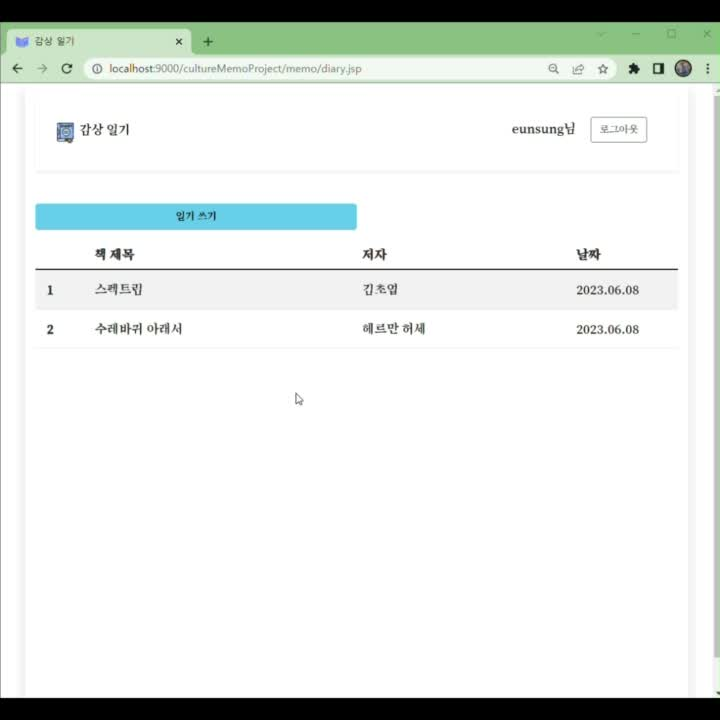 감상 일기
localhost:9000/cultureMemoProject/memo/diary.jsp
감상 일기
eunsung님 로그아웃
일기 쓰기
책 제목 저자 날짜
1 스펙트럼 김초엽 2023.06.08
2 수레바퀴 아래서 헤르만 허세 2023.06.08